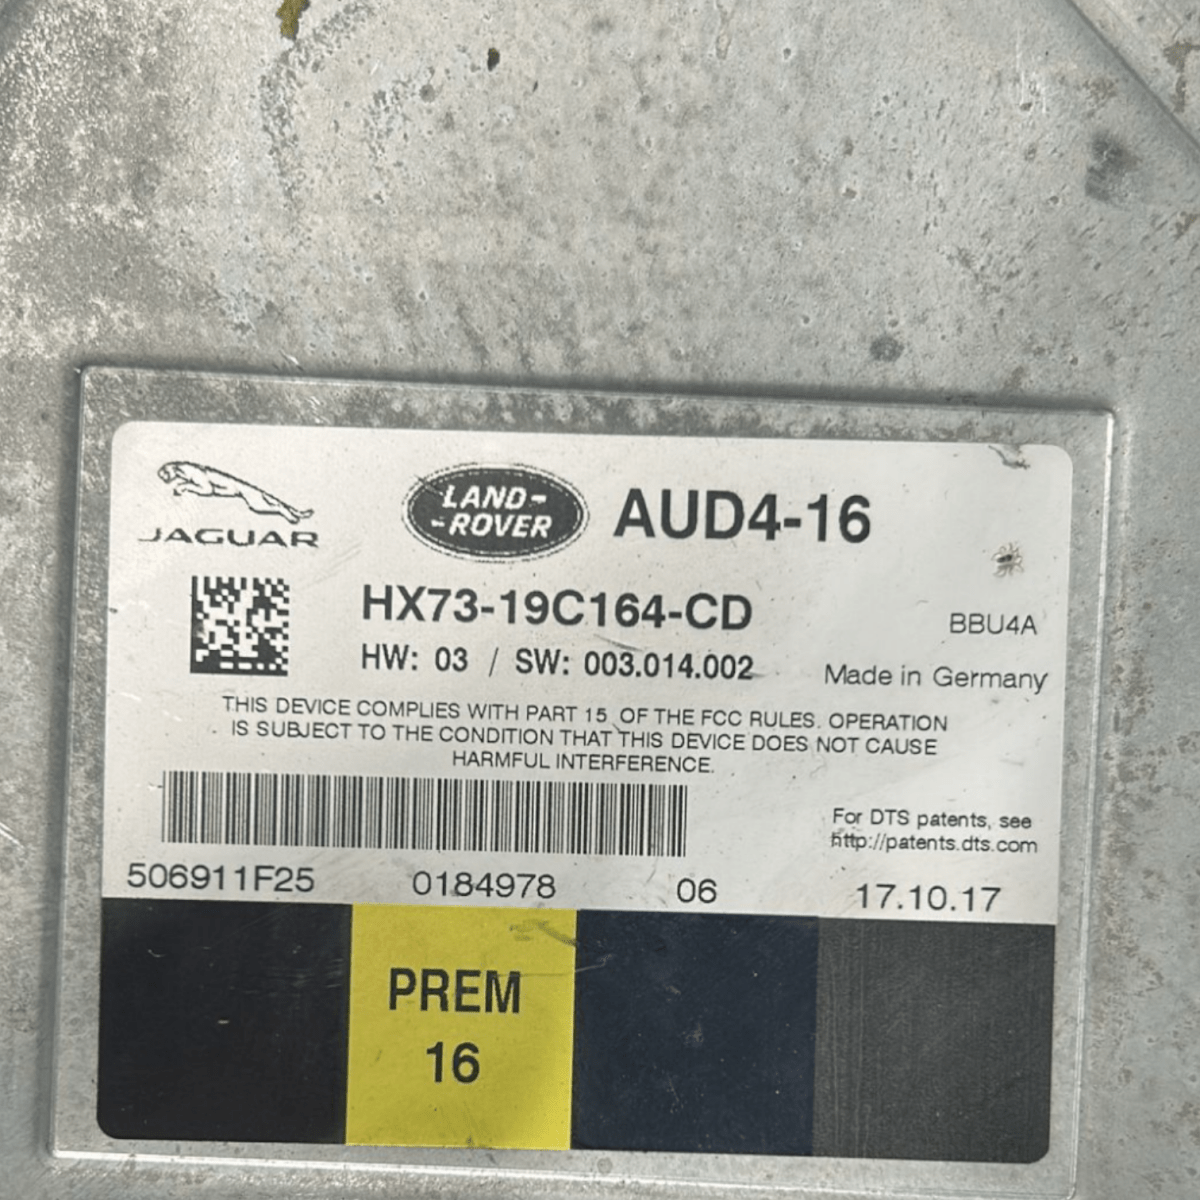 JAGUAR
LAND-
-ROVER
AUD4-16
HX73-19C164-CD
BBU4A
HW: 03 / SW: 003.014.002
Made in Germany
THIS DEVICE COMPLIES WITH PART 15 OF THE FCC RULES. OPERATION
IS SUBJECT TO THE CONDITION THAT THIS DEVICE DOES NOT CAUSE
HARMFUL INTERFERENCE.
For DTS patents, see
http://patents.dts.com
506911F25 0184978 06 17.10.17
PREM
16